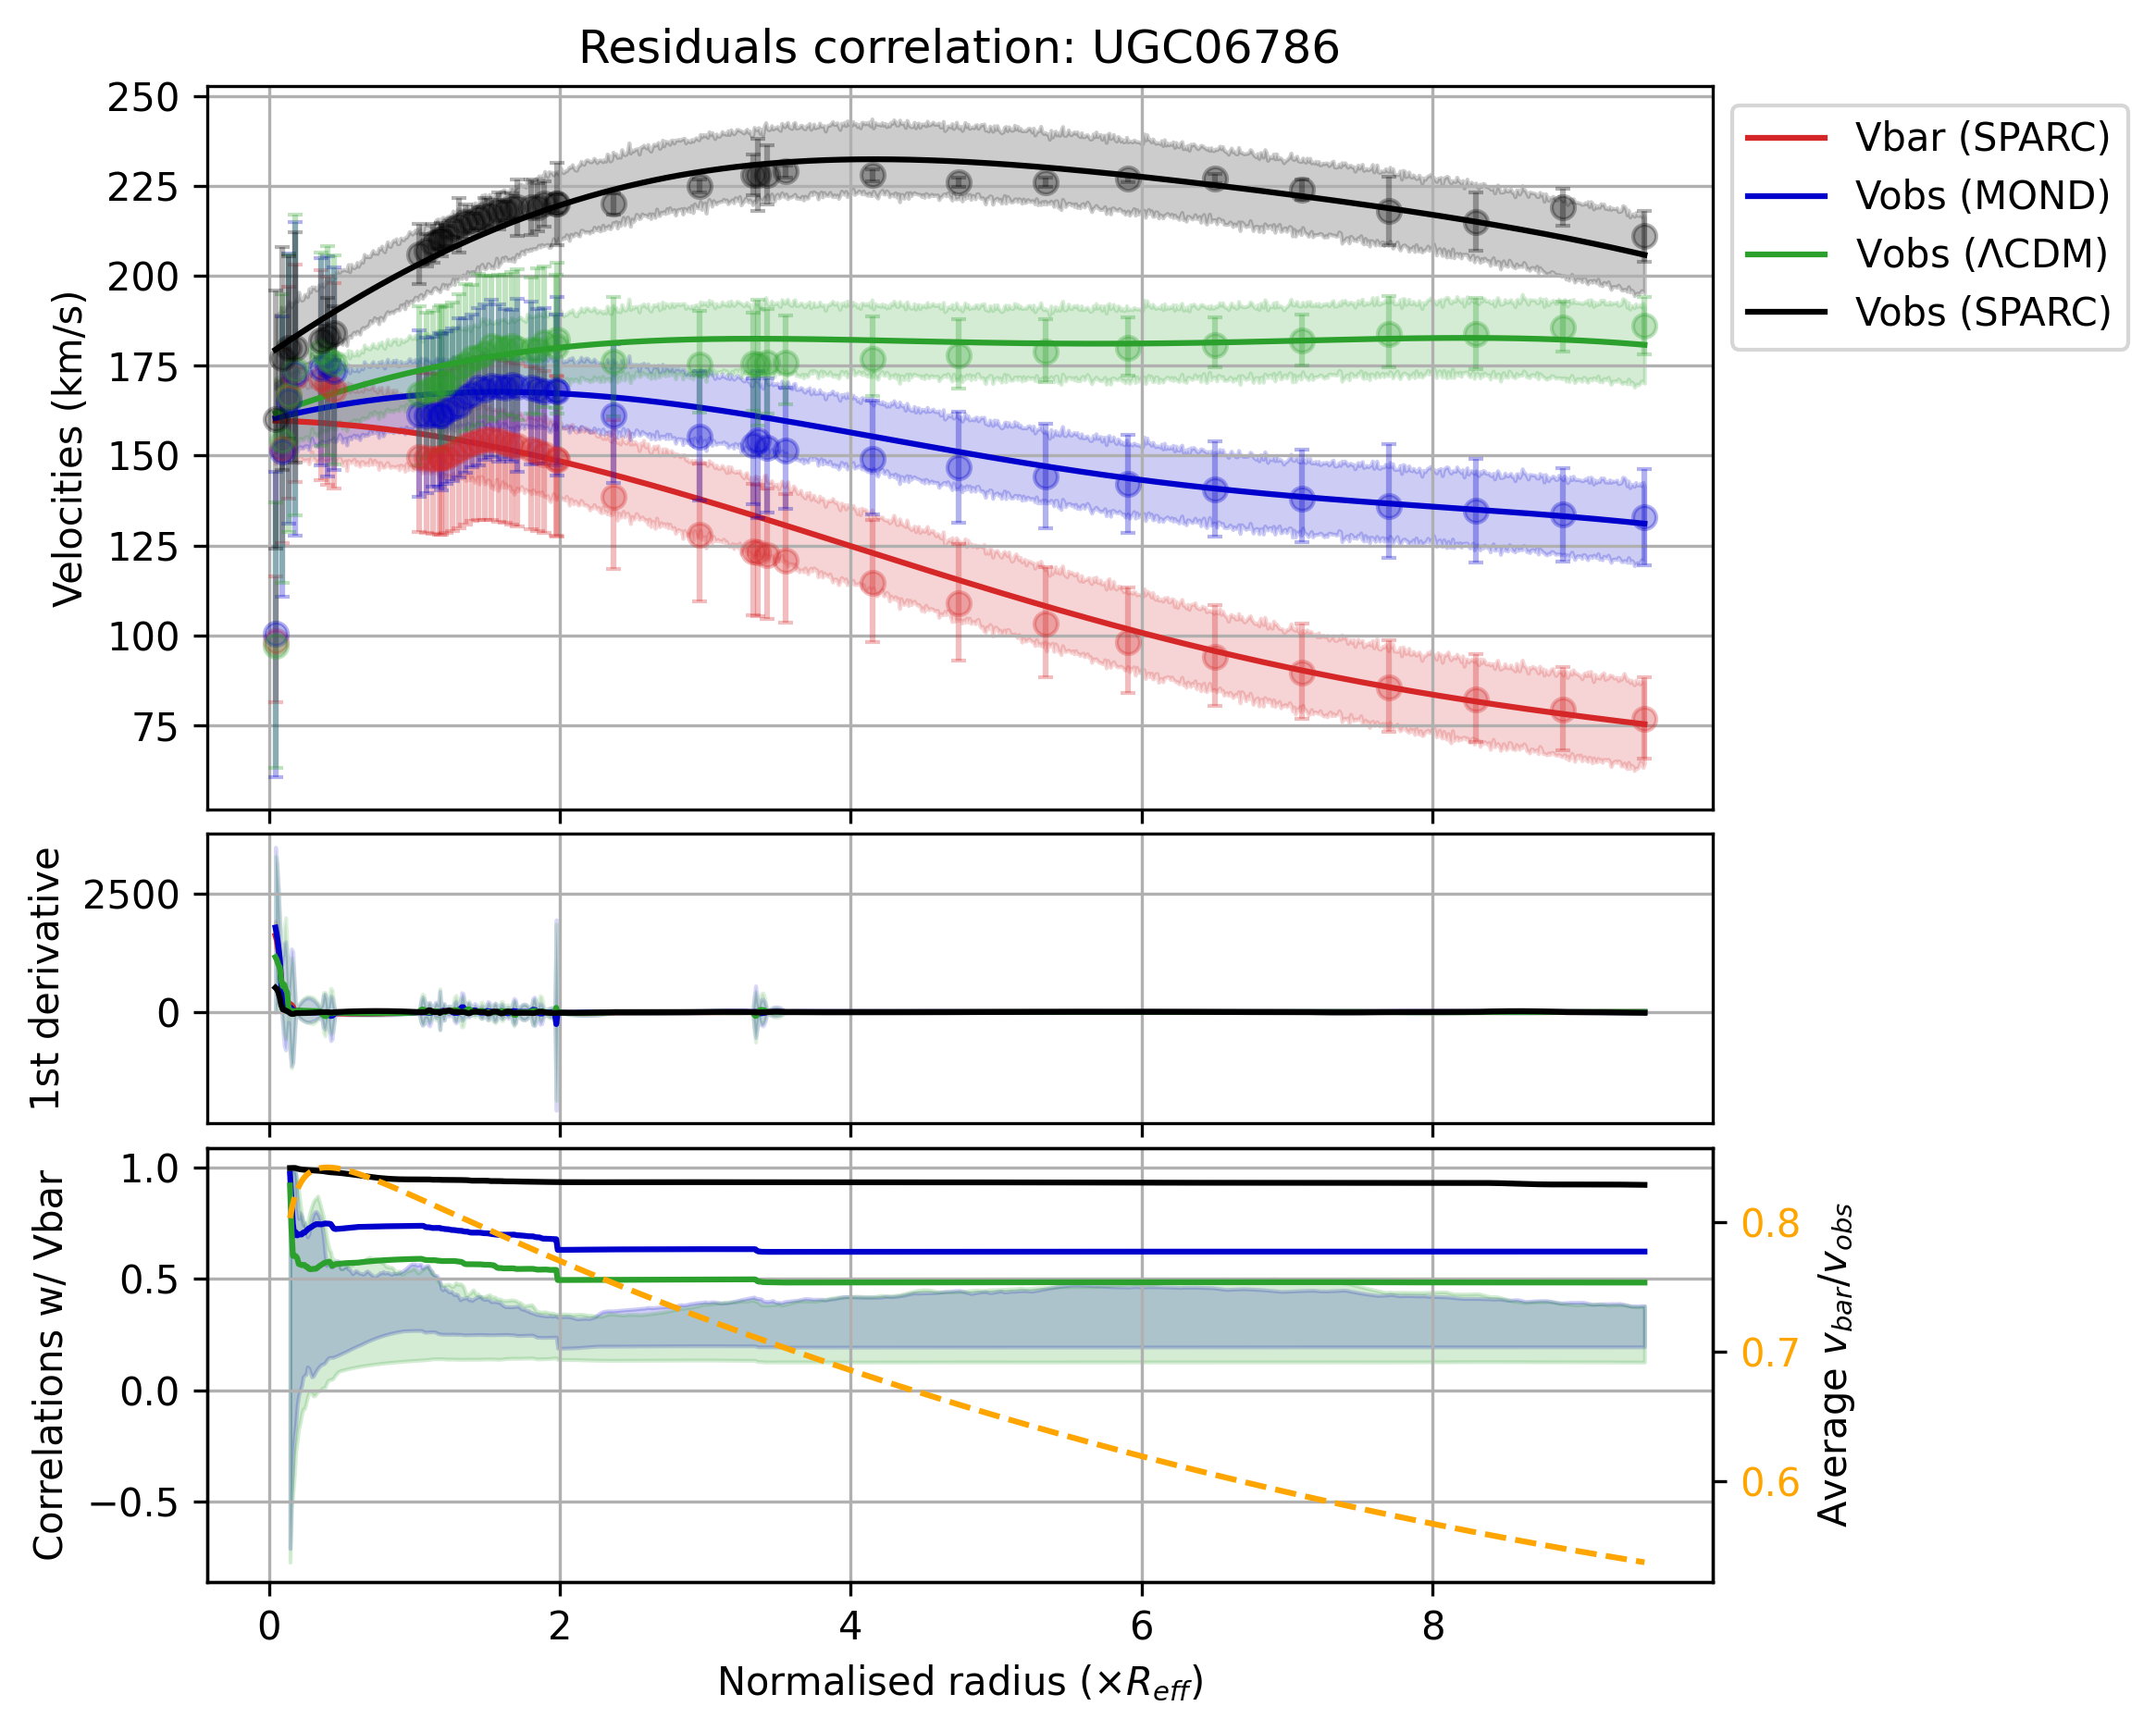 Residuals correlation: UGC06786
250
225
200
175
150
125
100
75
Velocities (km/s)
Vbar (SPARC)
Vobs (MOND)
Vobs (ΛCDM)
Vobs (SPARC)
2500
0
1st derivative
1.0
0.5
0.0
−0.5
Correlations w/ Vbar
0.8
0.7
0.6
Average v_bar/v_obs
0 2 4 6 8
Normalised radius (×R_eff)